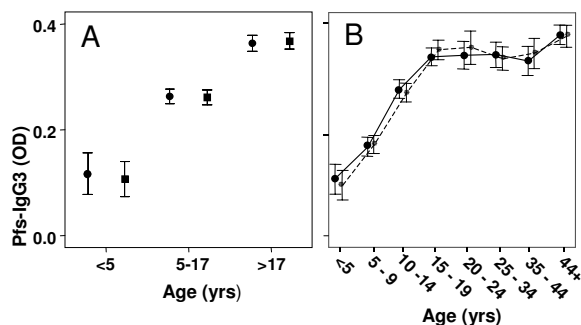 A
B
Pfs-IgG3 (OD)
0.4
0.2
0.0
<5
5-17
>17
Age (yrs)
<5
5 - 9
10 -14
15 - 19
20 - 24
25 - 34
35 - 44
44+
Age (yrs)